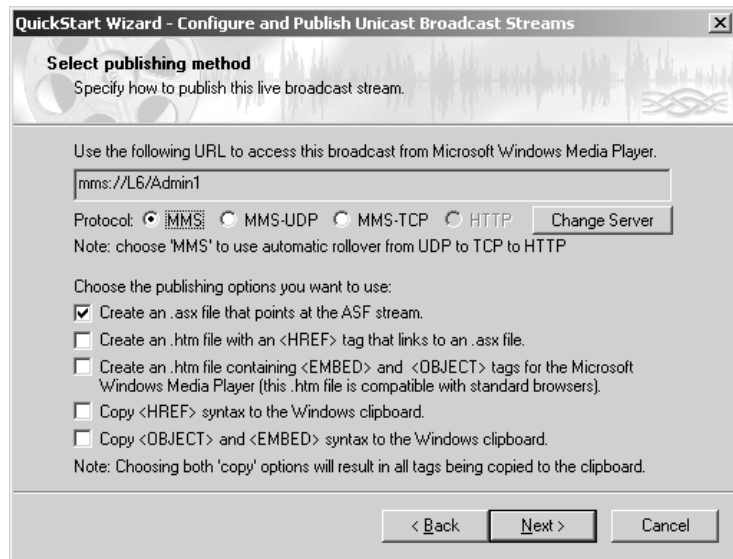 QuickStart Wizard - Configure and Publish Unicast Broadcast Streams
Select publishing method
Specify how to publish this live broadcast stream.
Use the following URL to access this broadcast from Microsoft Windows Media Player.
mms://L6/Admin1
Protocol: MMS MMS-UDP MMS-TCP HTTP Change Server
Note: choose 'MMS' to use automatic rollover from UDP to TCP to HTTP
Choose the publishing options you want to use:
Create an .asx file that points at the ASF stream.
Create an .htm file with an <HREF> tag that links to an .asx file.
Create an .htm file containing <EMBED> and <OBJECT> tags for the Microsoft
Windows Media Player (this .htm file is compatible with standard browsers).
Copy <HREF> syntax to the Windows clipboard.
Copy <OBJECT> and <EMBED> syntax to the Windows clipboard.
Note: Choosing both 'copy' options will result in all tags being copied to the clipboard.
< Back Next > Cancel